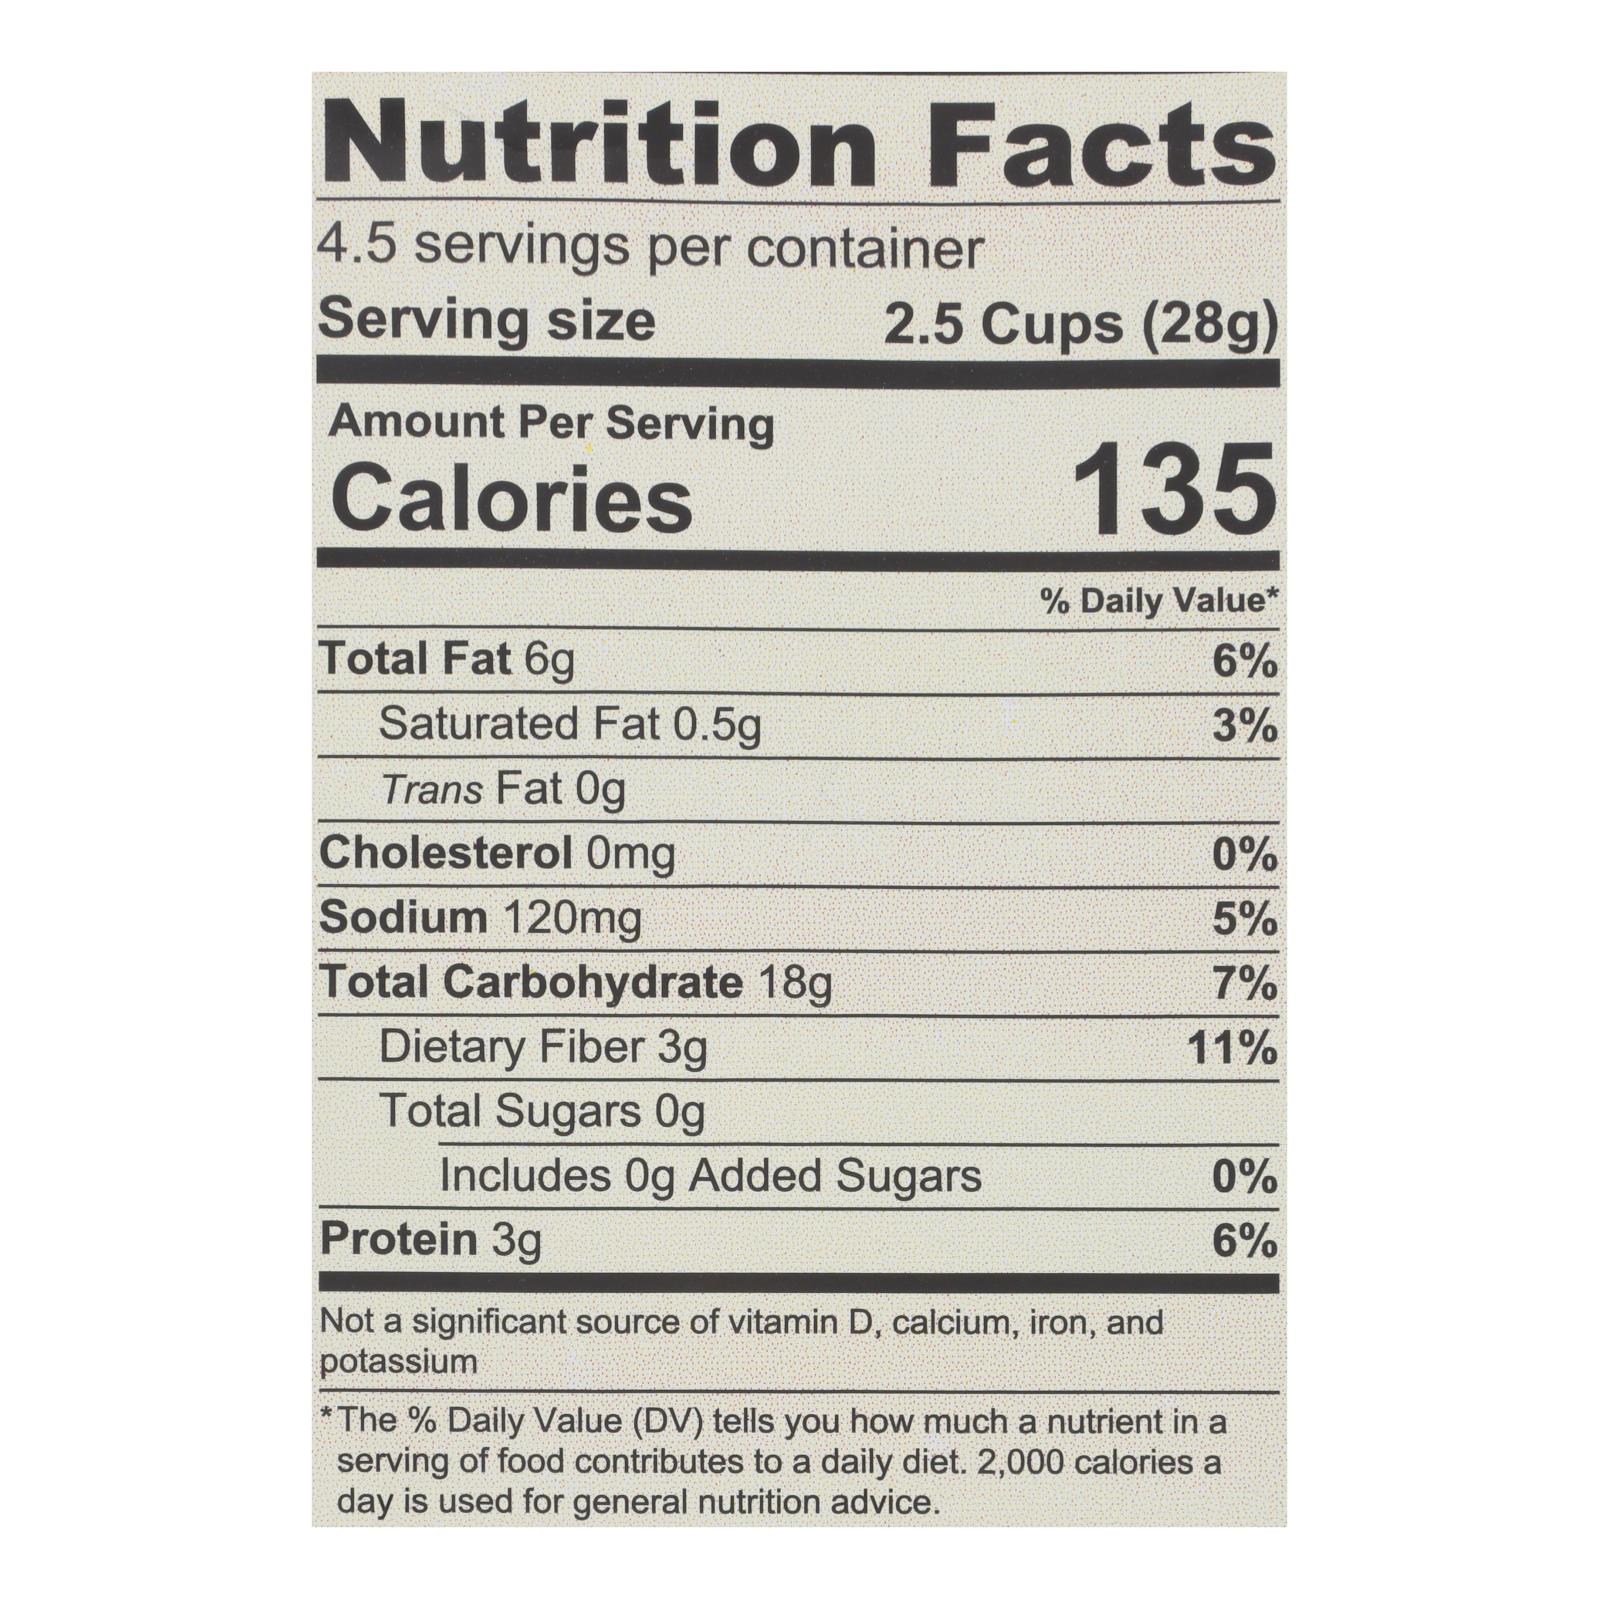 Nutrition Facts
4.5 servings per container
Serving size 2.5 Cups (28g)
Amount Per Serving
Calories 135
% Daily Value*
Total Fat 6g 6%
Saturated Fat 0.5g 3%
Trans Fat 0g
Cholesterol 0mg 0%
Sodium 120mg 5%
Total Carbohydrate 18g 7%
Dietary Fiber 3g 11%
Total Sugars 0g
Includes 0g Added Sugars 0%
Protein 3g 6%
Not a significant source of vitamin D, calcium, iron, and
potassium
*The % Daily Value (DV) tells you how much a nutrient in a
serving of food contributes to a daily diet. 2,000 calories a
day is used for general nutrition advice.